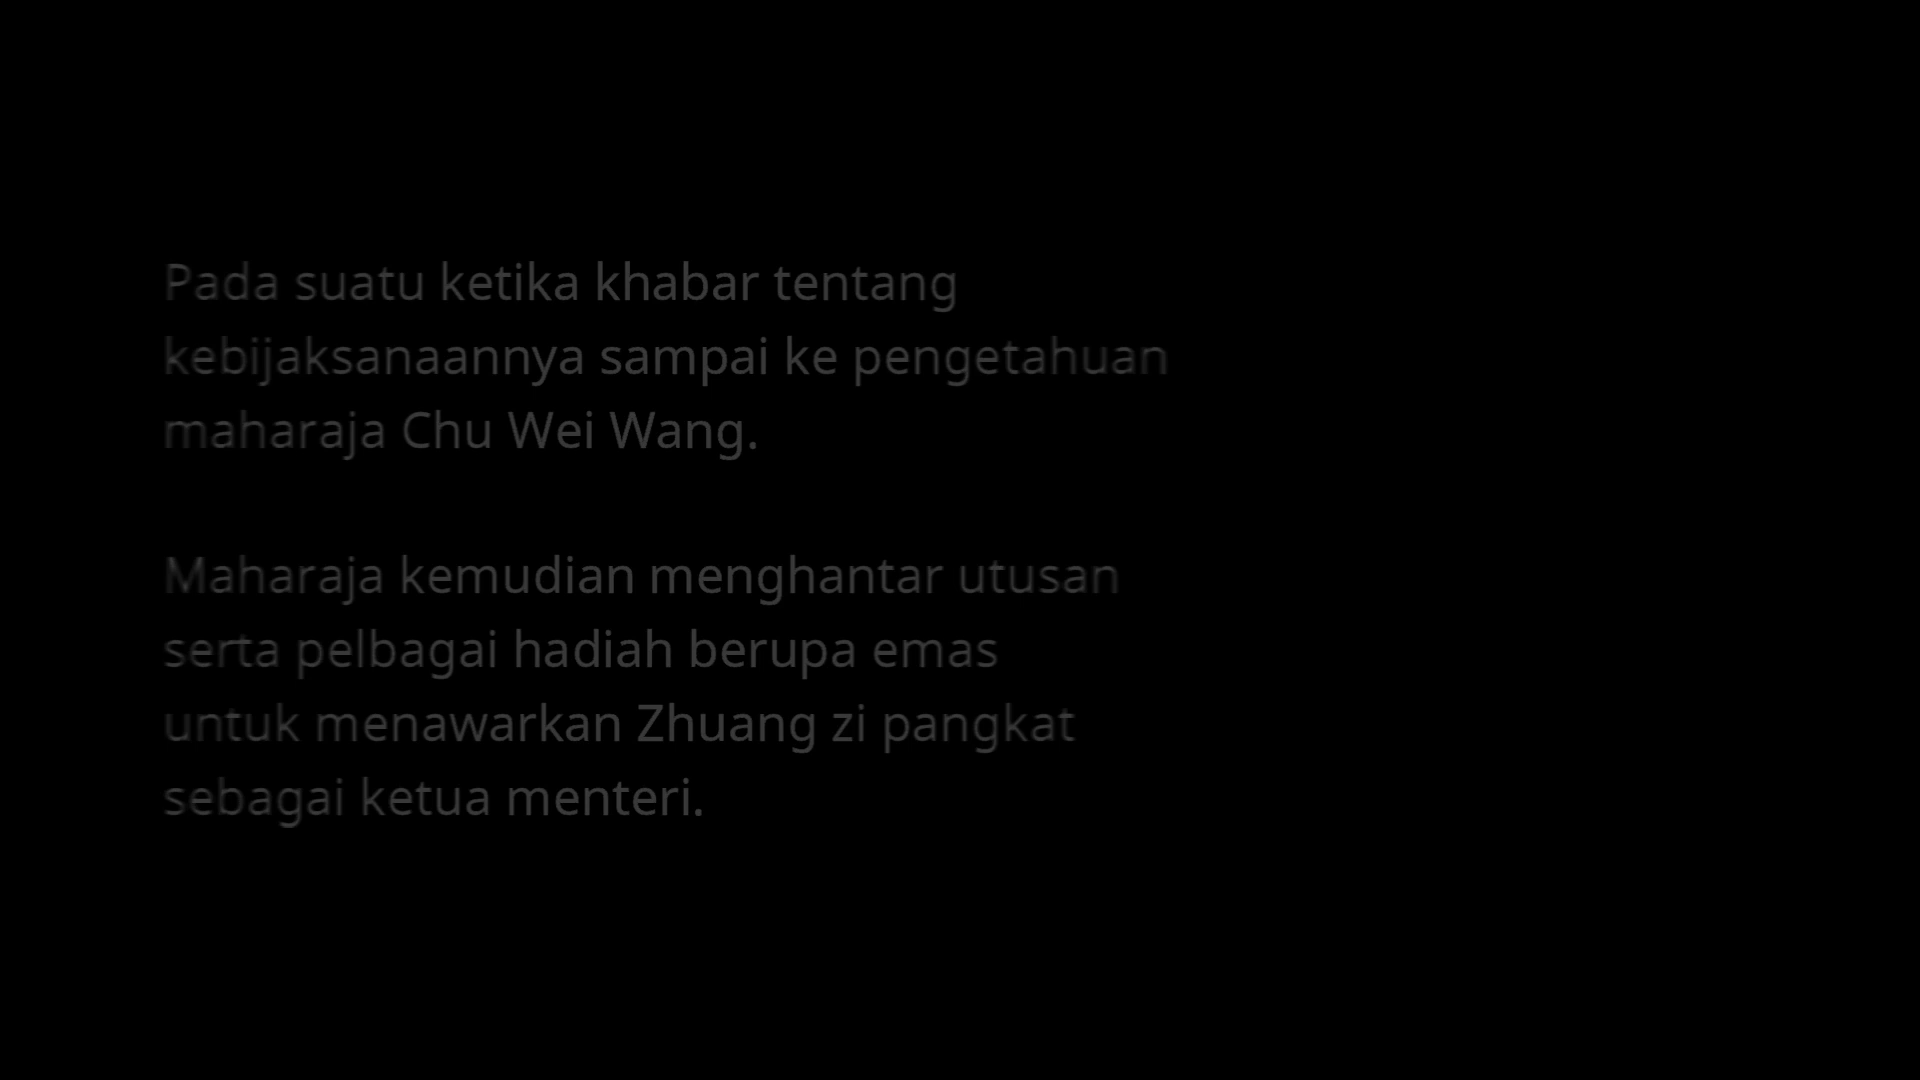 Pada suatu ketika khabar tentang
kebijaksanaannya sampai ke pengetahuan
maharaja Chu Wei Wang.
Maharaja kemudian menghantar utusan
serta pelbagai hadiah berupa emas
untuk menawarkan Zhuang zi pangkat
sebagai ketua menteri.